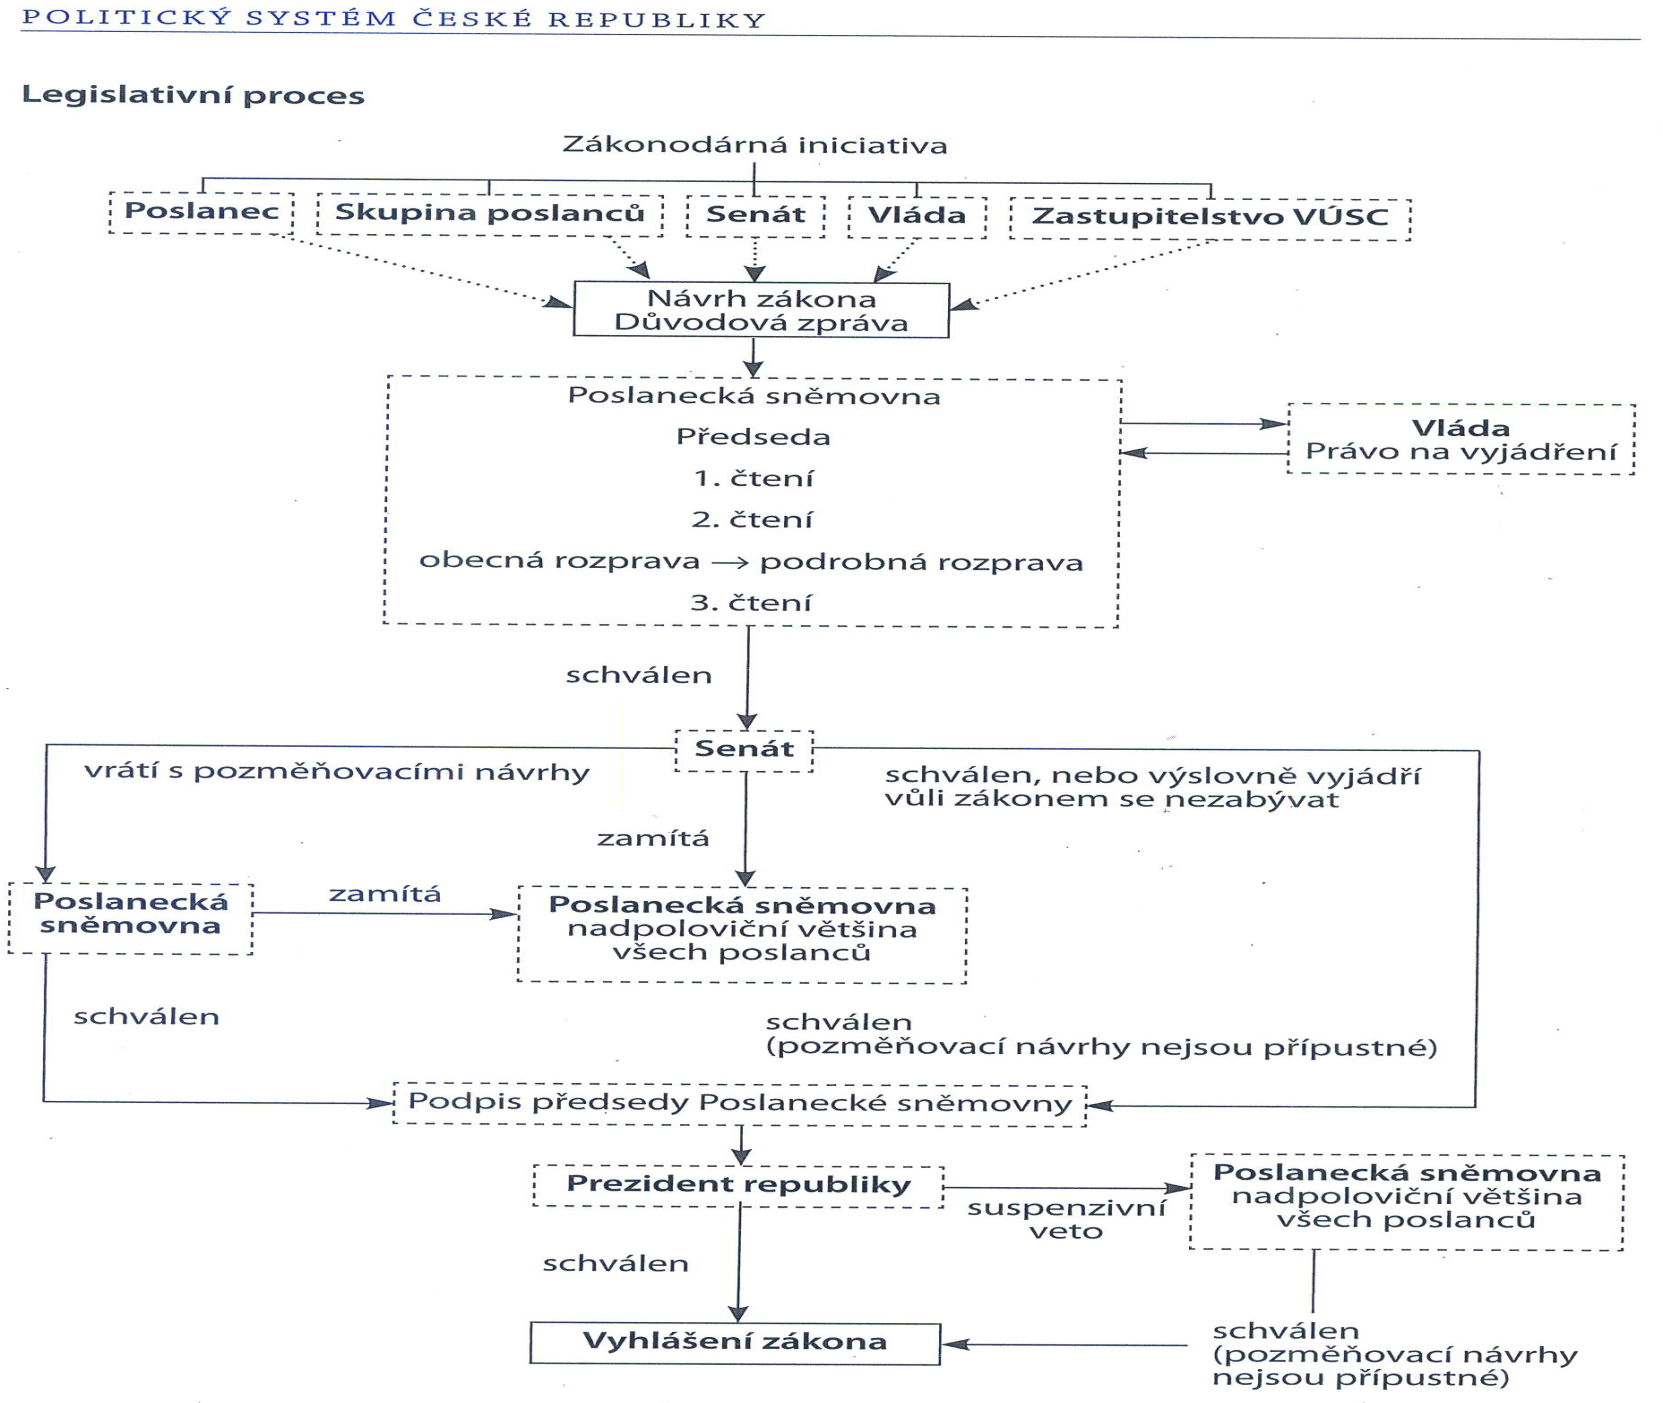 POLITICKÝ SYSTÉM ČESKÉ REPUBLIKY
Legislativní proces
Zákonodárná iniciativa
Poslanec
Skupina poslanců
Senát
Vláda
Zastupitelstvo VÚSC
Návrh zákona
Důvodová zpráva
Poslanecká sněmovna
Předseda
1. čtení
2. čtení
obecná rozprava → podrobná rozprava
3. čtení
Vláda
Právo na vyjádření
schválen
Senát
vrátí s pozměňovacími návrhy
schválen, nebo výslovně vyjádří
vůli zákonem se nezabývat
zamítá
Poslanecká
sněmovna
zamítá
Poslanecká sněmovna
nadpoloviční většina
všech poslanců
schválen
schválen
(pozměňovací návrhy nejsou přípustné)
Podpis předsedy Poslanecké sněmovny
Prezident republiky
suspenzivní
veto
Poslanecká sněmovna
nadpoloviční většina
všech poslanců
schválen
Vyhlášení zákona
schválen
(pozměňovací návrhy
nejsou přípustné)